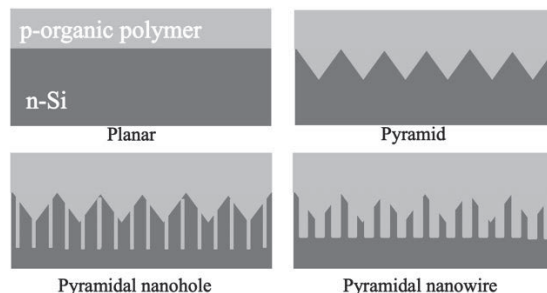 p-organic polymer
n-Si
Planar
Pyramid
Pyramidal nanohole
Pyramidal nanowire